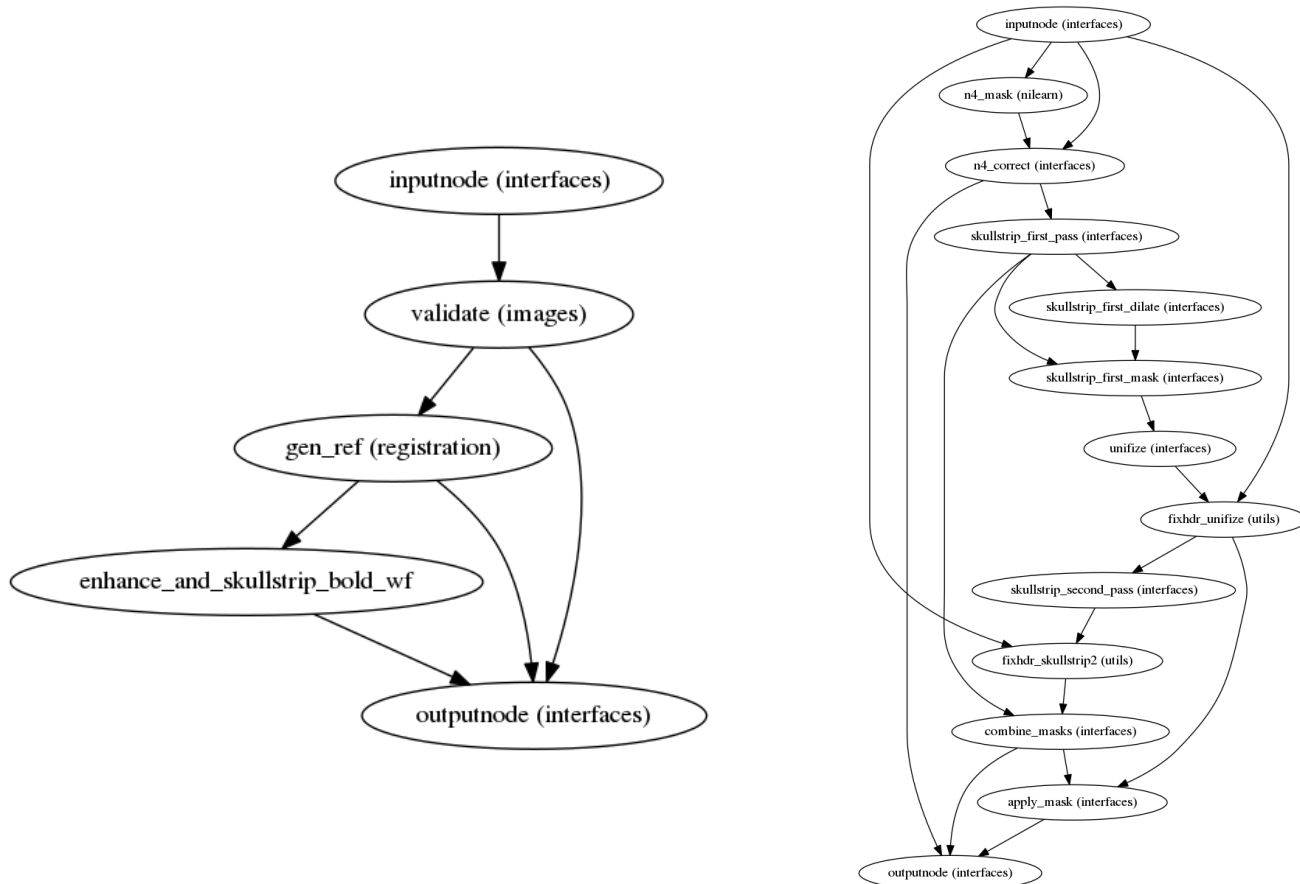 inputnode (interfaces)
validate (images)
gen_ref (registration)
enhance_and_skullstrip_bold_wf
outputnode (interfaces)
inputnode (interfaces)
n4_mask (nilearn)
n4_correct (interfaces)
skullstrip_first_pass (interfaces)
skullstrip_first_dilate (interfaces)
skullstrip_first_mask (interfaces)
unifize (interfaces)
fixhdr_unifize (utils)
skullstrip_second_pass (interfaces)
fixhdr_skullstrip2 (utils)
combine_masks (interfaces)
apply_mask (interfaces)
outputnode (interfaces)